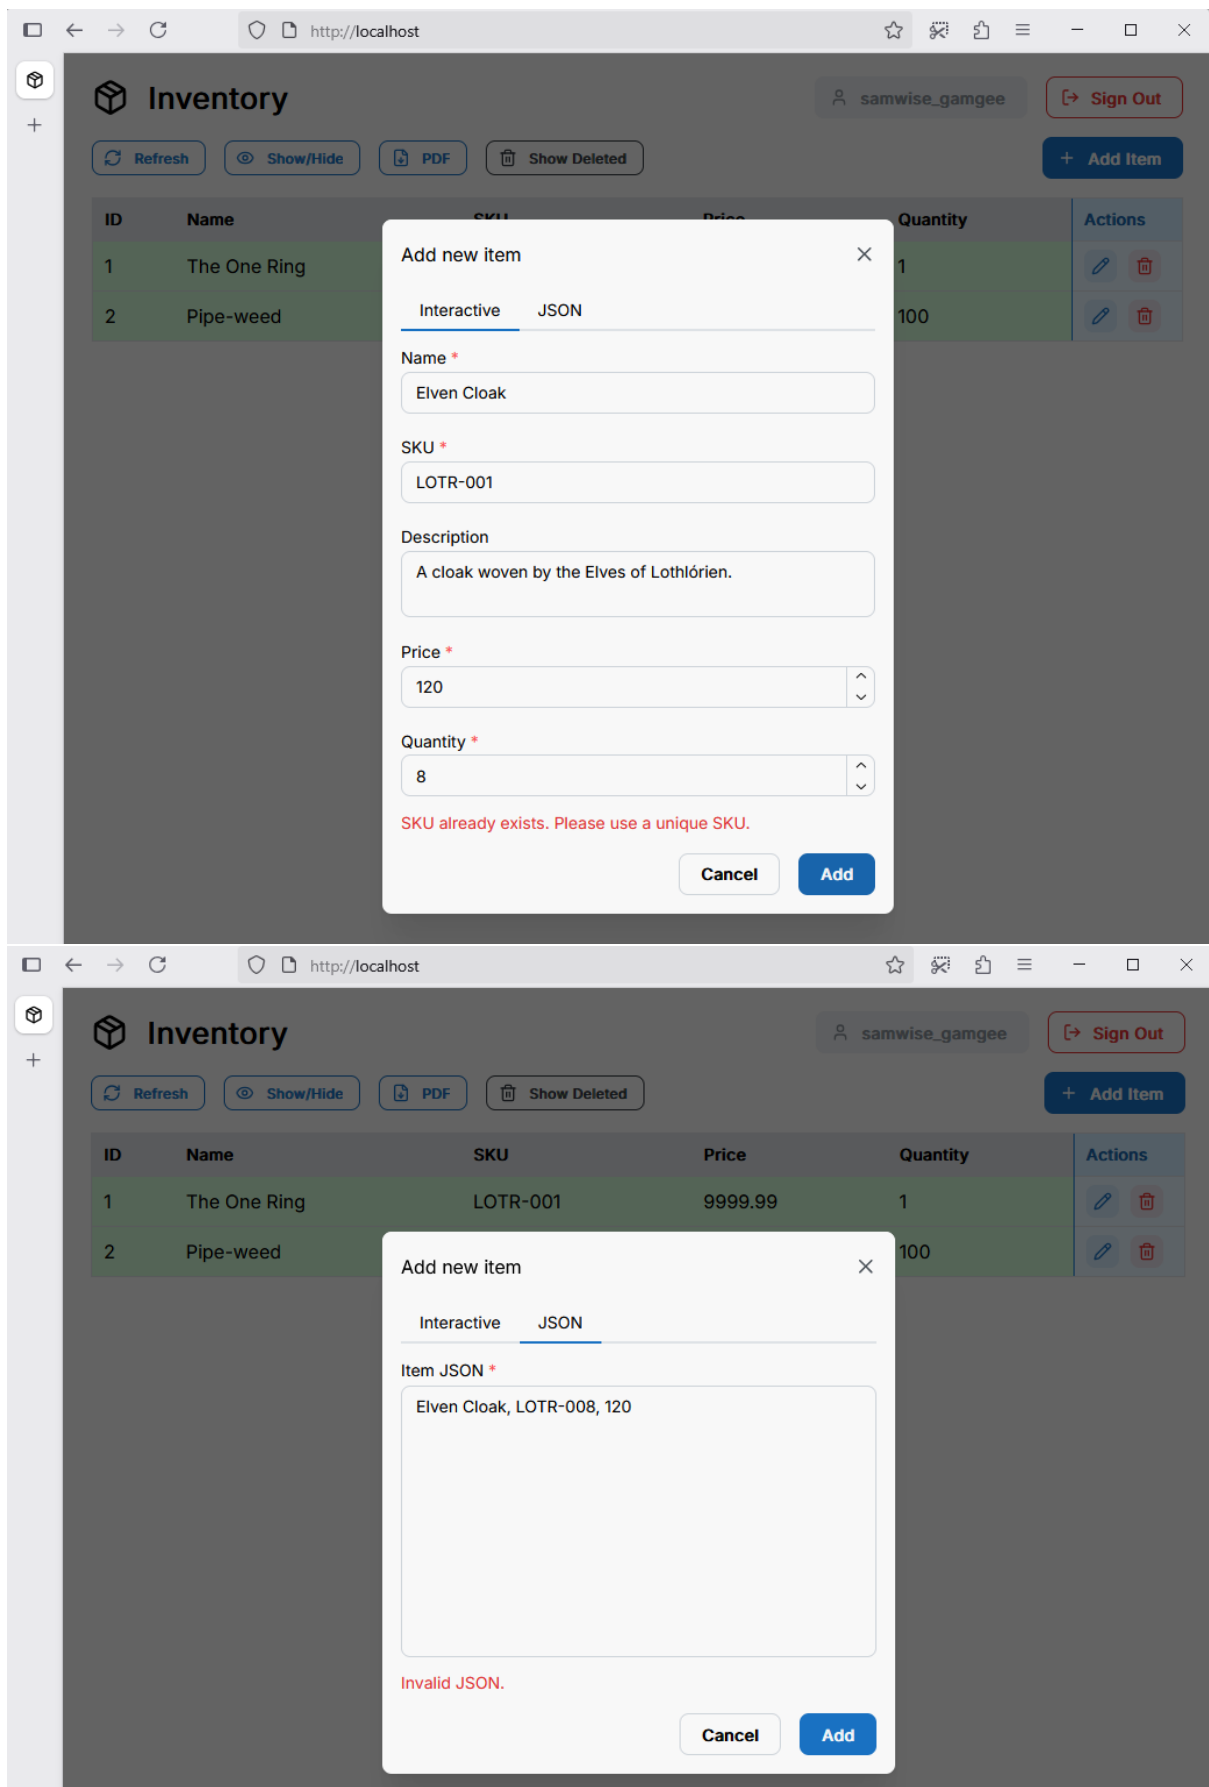 http://localhost
Inventory
samwise_gamgee
Sign Out
Refresh
Show/Hide
PDF
Show Deleted
+ Add Item
ID Name Quantity Actions
1 The One Ring 1
2 Pipe-weed 100
Add new item
Interactive JSON
Name *
Elven Cloak
SKU *
LOTR-001
Description
A cloak woven by the Elves of Lothlórien.
Price *
120
Quantity *
8
SKU already exists. Please use a unique SKU.
Cancel Add
http://localhost
Inventory
samwise_gamgee
Sign Out
Refresh
Show/Hide
PDF
Show Deleted
+ Add Item
ID Name SKU Price Quantity Actions
1 The One Ring LOTR-001 9999.99 1
2 Pipe-weed 100
Add new item
Interactive JSON
Item JSON *
Elven Cloak, LOTR-008, 120
Invalid JSON.
Cancel Add